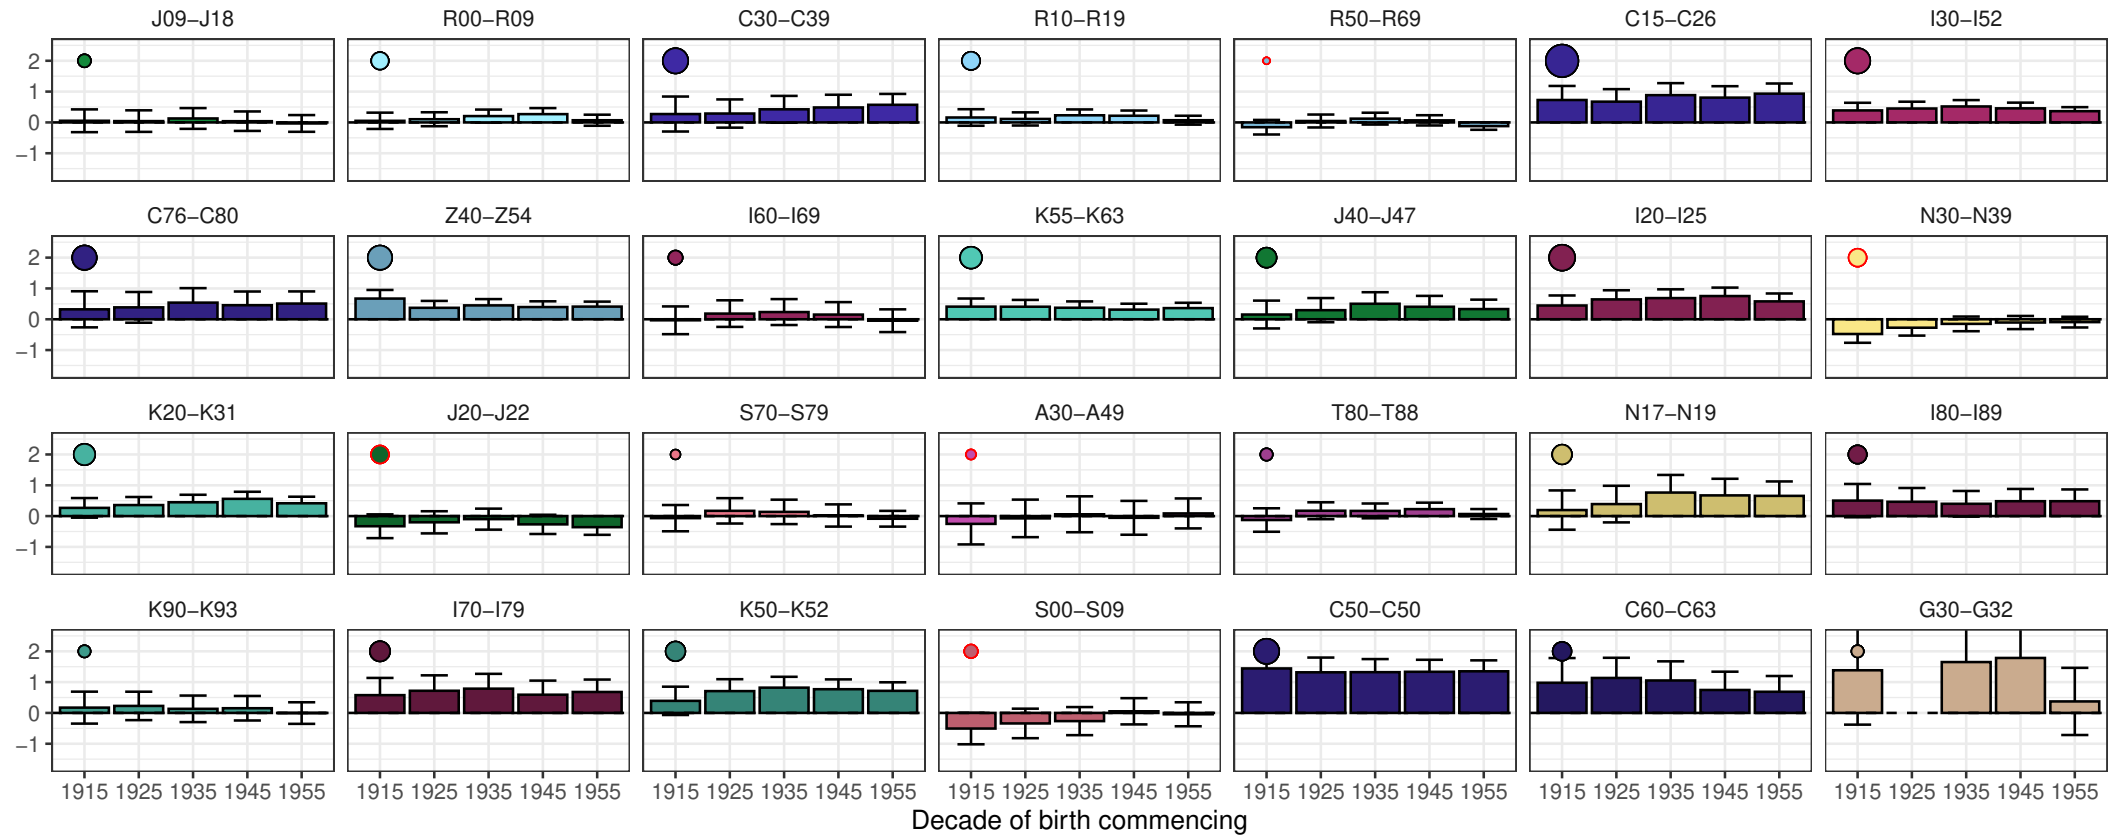 J09−J18 R00−R09 C30−C39 R10−R19 R50−R69 C15−C26 I30−I52
2
1
0
−1
C76−C80 Z40−Z54 I60−I69 K55−K63 J40−J47 I20−I25 N30−N39
2
1
0
−1
K20−K31 J20−J22 S70−S79 A30−A49 T80−T88 N17−N19 I80−I89
2
1
0
−1
K90−K93 I70−I79 K50−K52 S00−S09 C50−C50 C60−C63 G30−G32
2
1
0
−1
1915 1925 1935 1945 1955 1915 1925 1935 1945 1955 1915 1925 1935 1945 1955 1915 1925 1935 1945 1955 1915 1925 1935 1945 1955 1915 1925 1935 1945 1955 1915 1925 1935 1945 1955
Decade of birth commencing